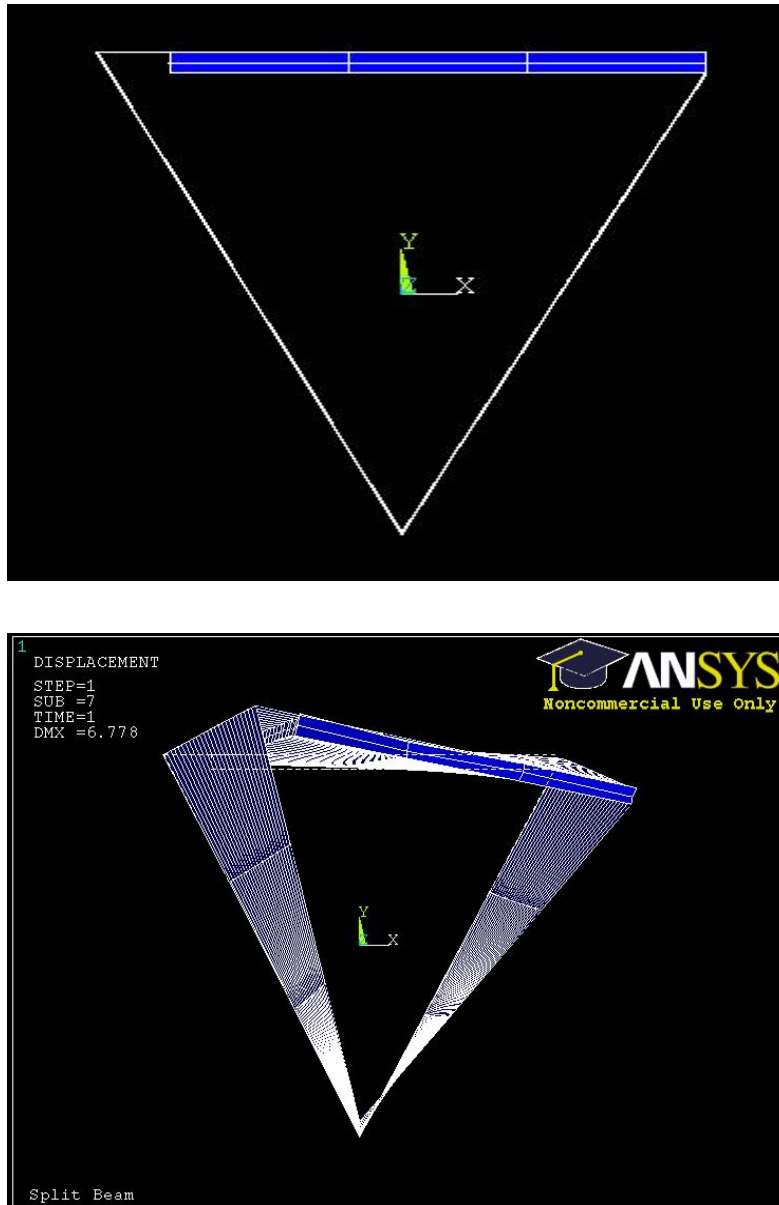 Y
X
1
DISPLACEMENT
STEP=1
SUB =7
TIME=1
DMX =6.778
ANSYS
Noncommercial Use Only
Y
X
Split Beam